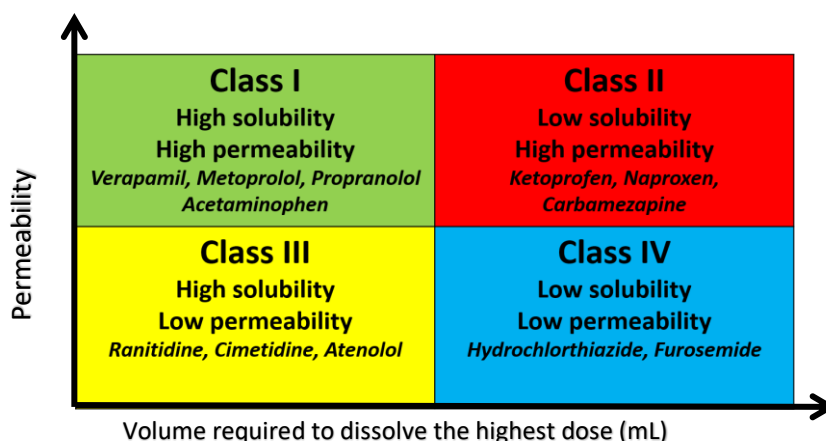 Class I
High solubility
High permeability
Verapamil, Metoprolol, Propranolol
Acetaminophen
Class II
Low solubility
High permeability
Ketoprofen, Naproxen,
Carbamezapine
Class III
High solubility
Low permeability
Ranitidine, Cimetidine, Atenolol
Class IV
Low solubility
Low permeability
Hydrochlorthiazide, Furosemide
Permeability
Volume required to dissolve the highest dose (mL)